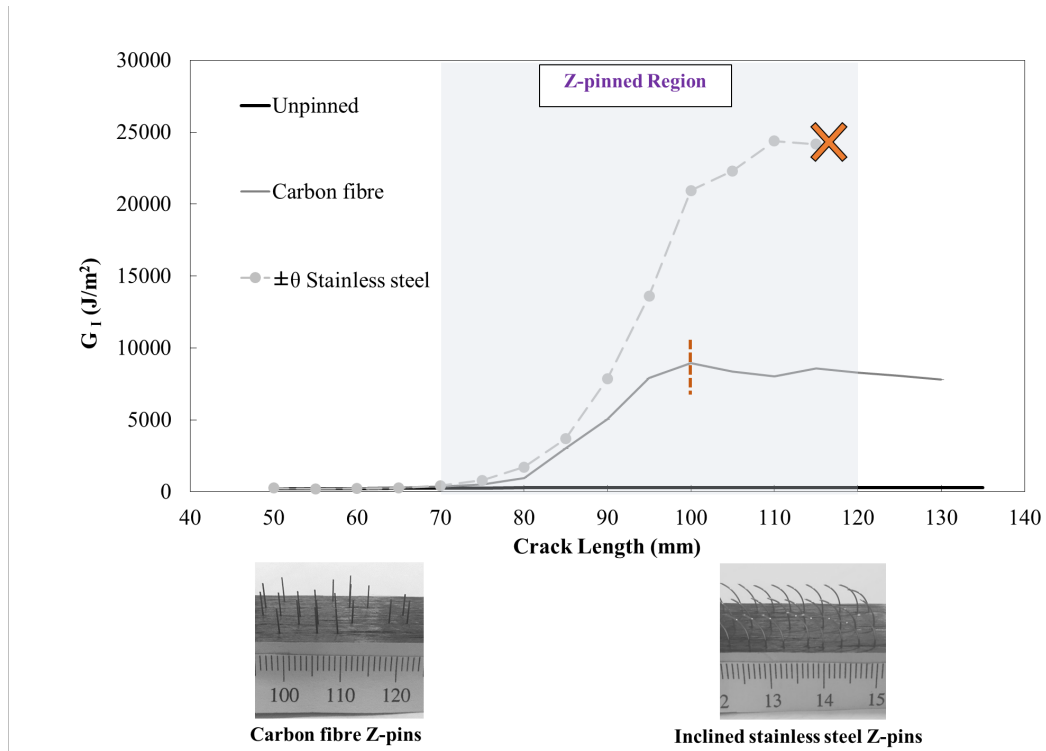 30000
25000
20000
15000
10000
5000
0
G I (J/m²)
Z-pinned Region
Unpinned
Carbon fibre
±θ Stainless steel
40 50 60 70 80 90 100 110 120 130 140
Crack Length (mm)
100 110 120
2 13 14 15
Carbon fibre Z-pins
Inclined stainless steel Z-pins